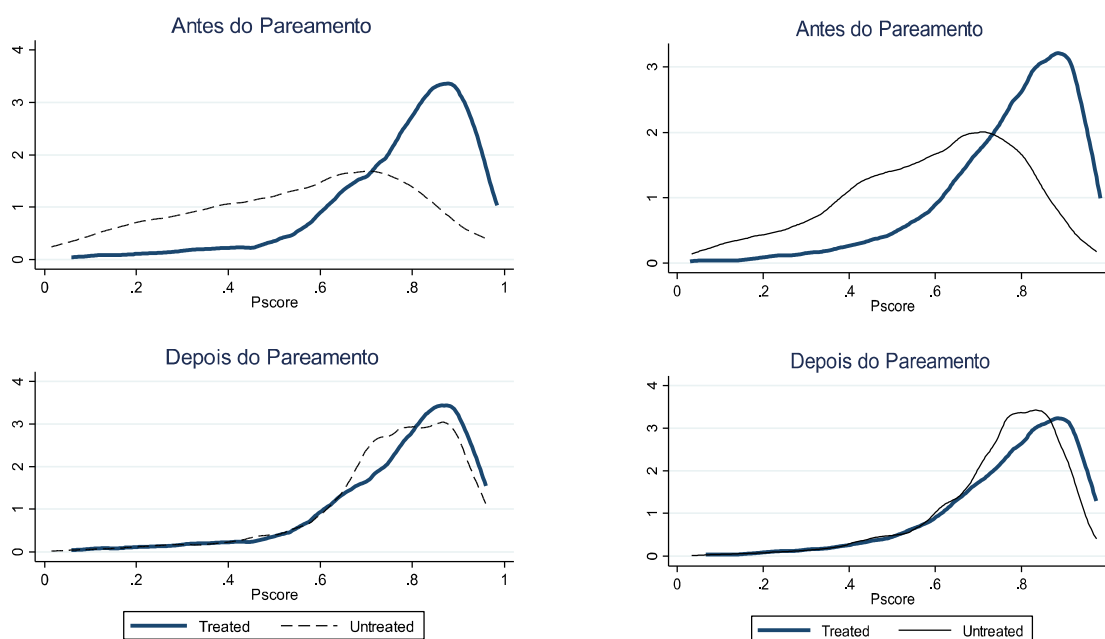 Antes do Pareamento
4
3
2
1
0
0 .2 .4 .6 .8 1
Pscore
Antes do Pareamento
3
2
1
0
0 .2 .4 .6 .8
Pscore
Depois do Pareamento
4
3
2
1
0
0 .2 .4 .6 .8 1
Pscore
Treated Untreated
Depois do Pareamento
4
3
2
1
0
0 .2 .4 .6 .8
Pscore
Treated Untreated